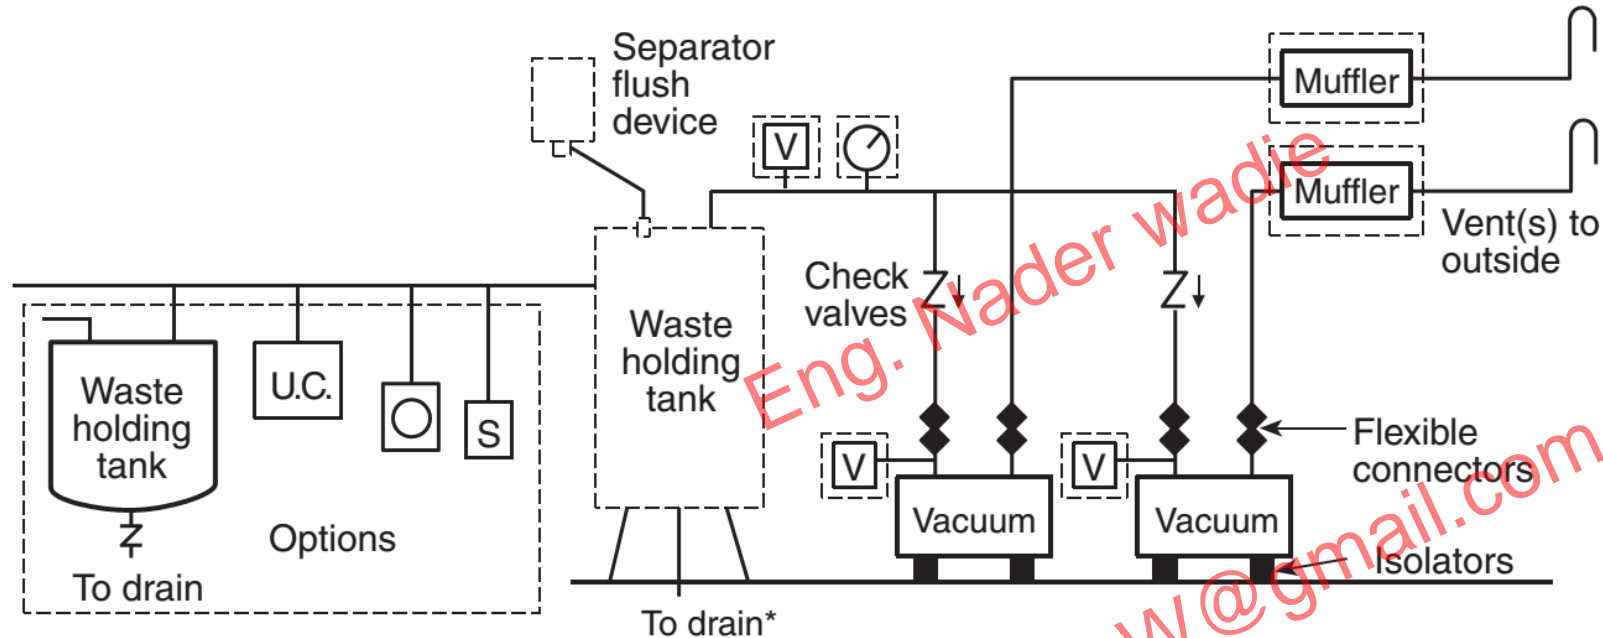 Separator
flush
device
V
Muffler
Muffler
Vent(s) to
outside
Check
valves
Waste
holding
tank
Waste
holding
tank
U.C.
S
V
V
Flexible
connectors
Vacuum
Vacuum
Options
Isolators
To drain
To drain*
Eng. Nader wadie
W@gmail.com